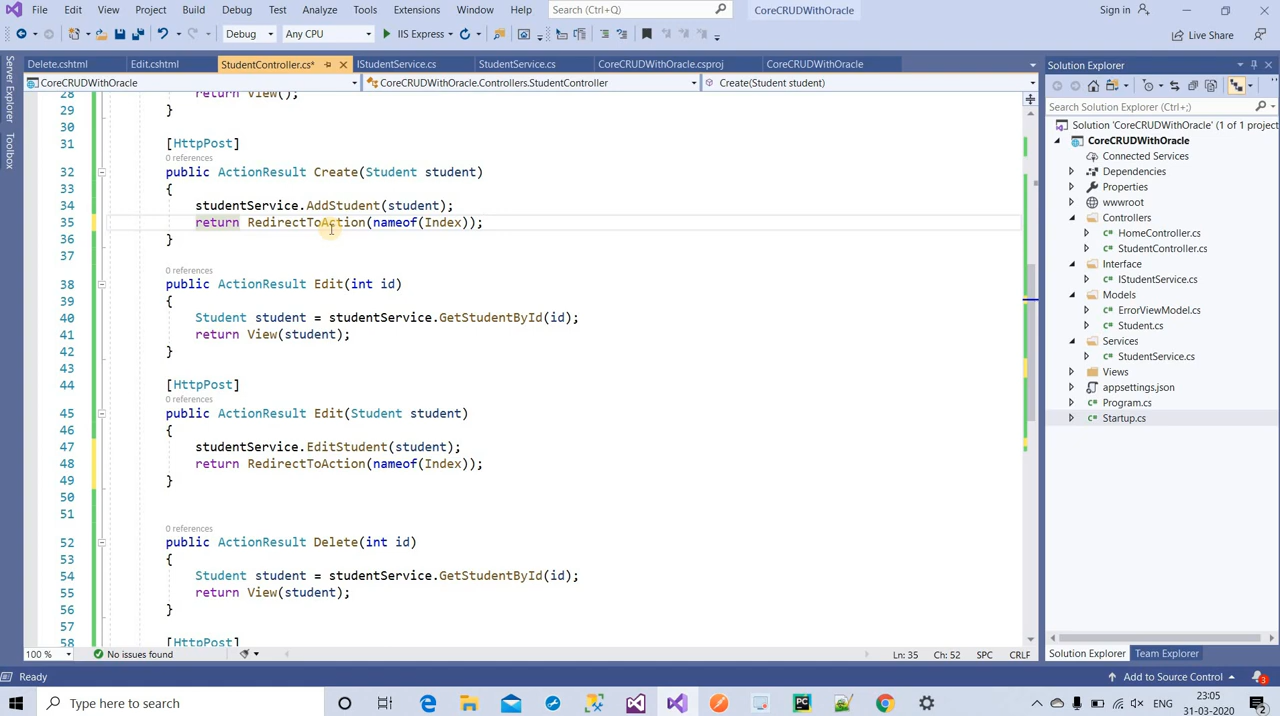 File Edit View Project Build Debug Test Analyze Tools Extensions Window Help Search (Ctrl+Q) CoreCRUDWithOracle Sign in
Debug Any CPU IIS Express Live Share
Delete.cshtml Edit.cshtml StudentController.cs* IStudentService.cs StudentService.cs CoreCRUDWithOracle.csproj CoreCRUDWithOracle
CoreCRUDWithOracle CoreCRUDWithOracle.Controllers.StudentController Create(Student student)
28 return View();
29 }
30
31 [HttpPost]
0 references
32 public ActionResult Create(Student student)
33 {
34 studentService.AddStudent(student);
35 return RedirectToAction(nameof(Index));
36 }
37
0 references
38 public ActionResult Edit(int id)
39 {
40 Student student = studentService.GetStudentById(id);
41 return View(student);
42 }
43
44 [HttpPost]
0 references
45 public ActionResult Edit(Student student)
46 {
47 studentService.EditStudent(student);
48 return RedirectToAction(nameof(Index));
49 }
50
51
0 references
52 public ActionResult Delete(int id)
53 {
54 Student student = studentService.GetStudentById(id);
55 return View(student);
56 }
57
58 [HttpPost]
100 % No issues found Ln: 35 Ch: 52 SPC CRLF
Server Explorer
Toolbox
Solution Explorer
Search Solution Explorer (Ctrl+;)
Solution 'CoreCRUDWithOracle' (1 of 1 project
CoreCRUDWithOracle
Connected Services
Dependencies
Properties
wwwroot
Controllers
C# HomeController.cs
C# StudentController.cs
Interface
C# IStudentService.cs
Models
C# ErrorViewModel.cs
C# Student.cs
Services
C# StudentService.cs
Views
appsettings.json
C# Program.cs
C# Startup.cs
Solution Explorer Team Explorer
Ready Add to Source Control 3
Type here to search PC ENG 23:05
31-03-2020 2